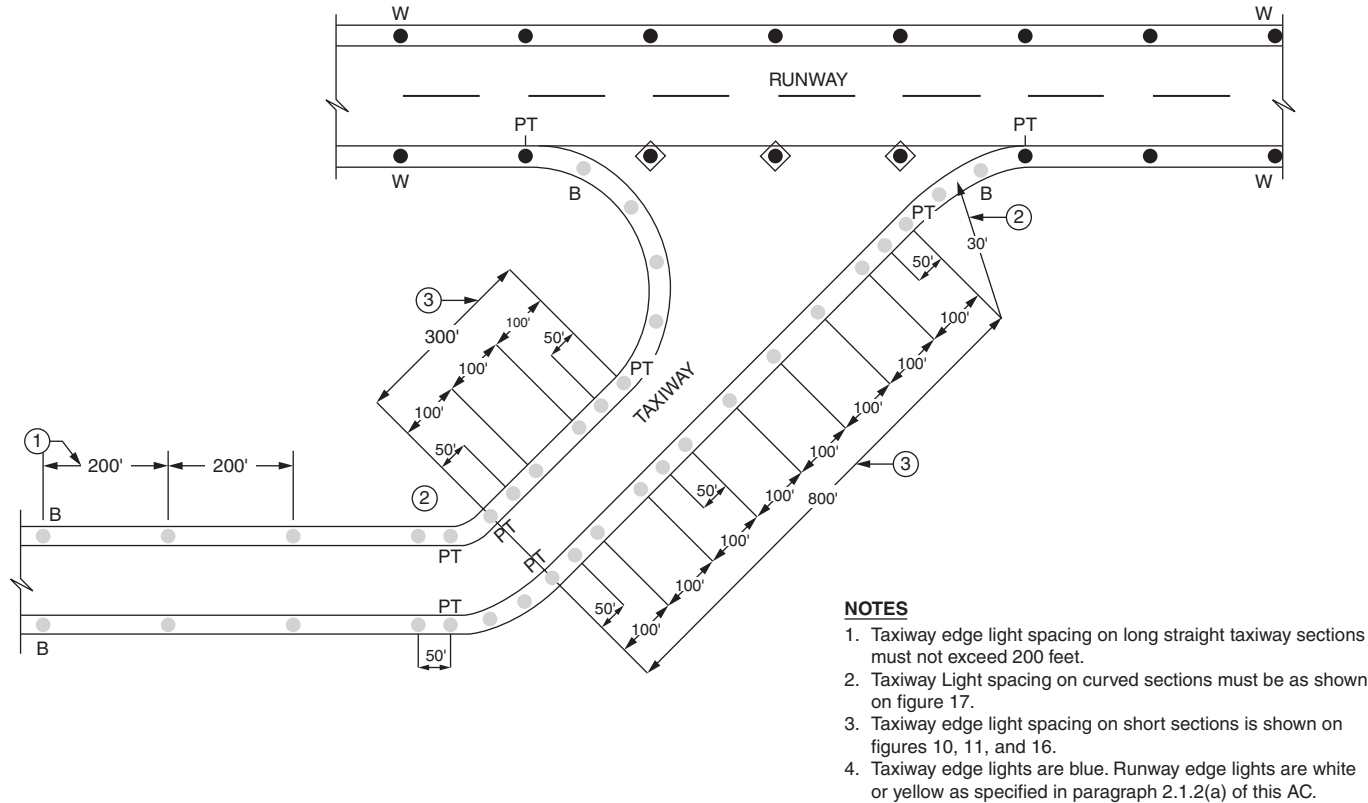 W
W
RUNWAY
PT
PT
W
W
B
B
PT
2
30'
50'
3
300'
100'
50'
100'
100'
50'
PT
TAXIWAY
100'
100'
100'
100'
100'
100'
100'
100'
3
800'
50'
1
200'
200'
2
B
PT
PT
PT
PT
B
50'
50'
NOTES
1. Taxiway edge light spacing on long straight taxiway sections
must not exceed 200 feet.
2. Taxiway Light spacing on curved sections must be as shown
on figure 17.
3. Taxiway edge light spacing on short sections is shown on
figures 10, 11, and 16.
4. Taxiway edge lights are blue. Runway edge lights are white
or yellow as specified in paragraph 2.1.2(a) of this AC.